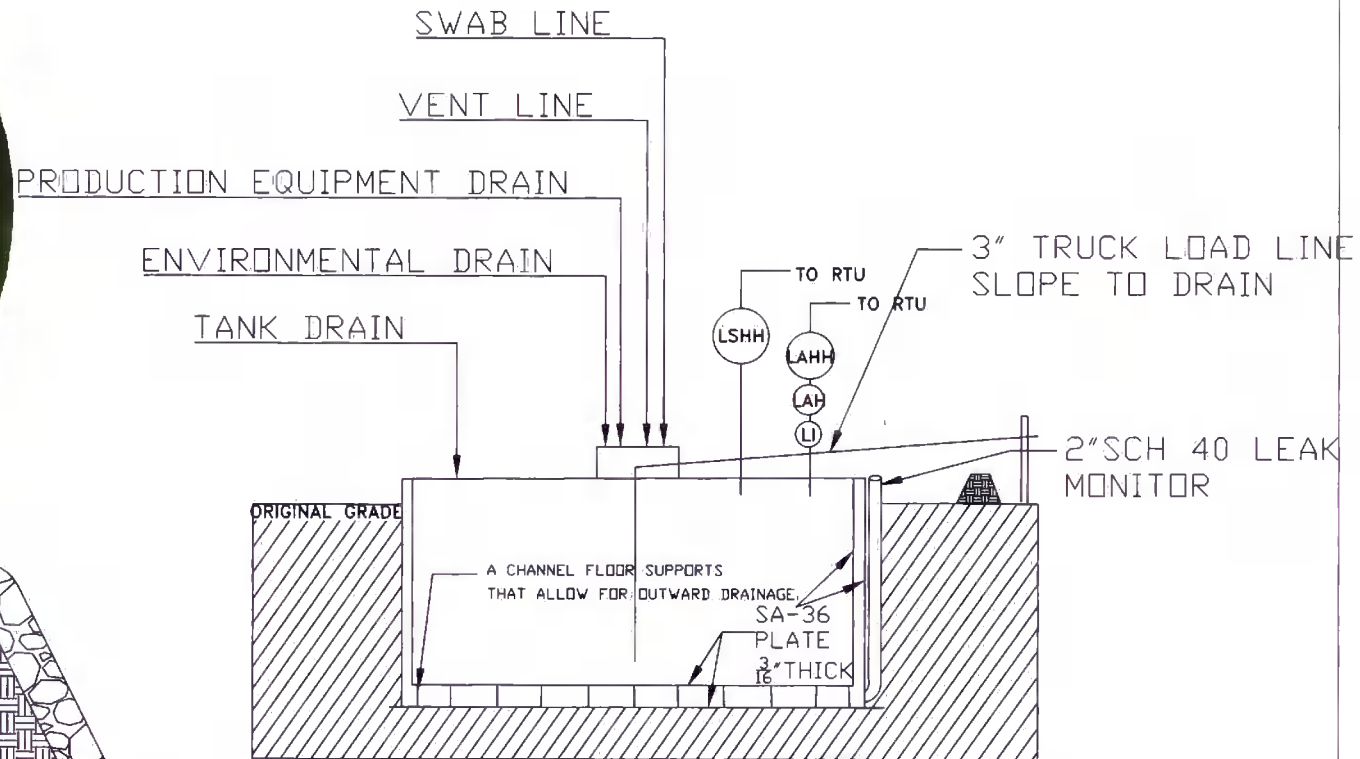 SWAB LINE
VENT LINE
PRODUCTION EQUIPMENT DRAIN
ENVIRONMENTAL DRAIN
TANK DRAIN
TO RTU
TO RTU
LSHH
LAHH
LAH
LI
3" TRUCK LOAD LINE
SLOPE TO DRAIN
2"SCH 40 LEAK
MONITOR
ORIGINAL GRADE
A CHANNEL FLOOR SUPPORTS
THAT ALLOW FOR OUTWARD DRAINAGE.
SA-36
PLATE
3/16"THICK